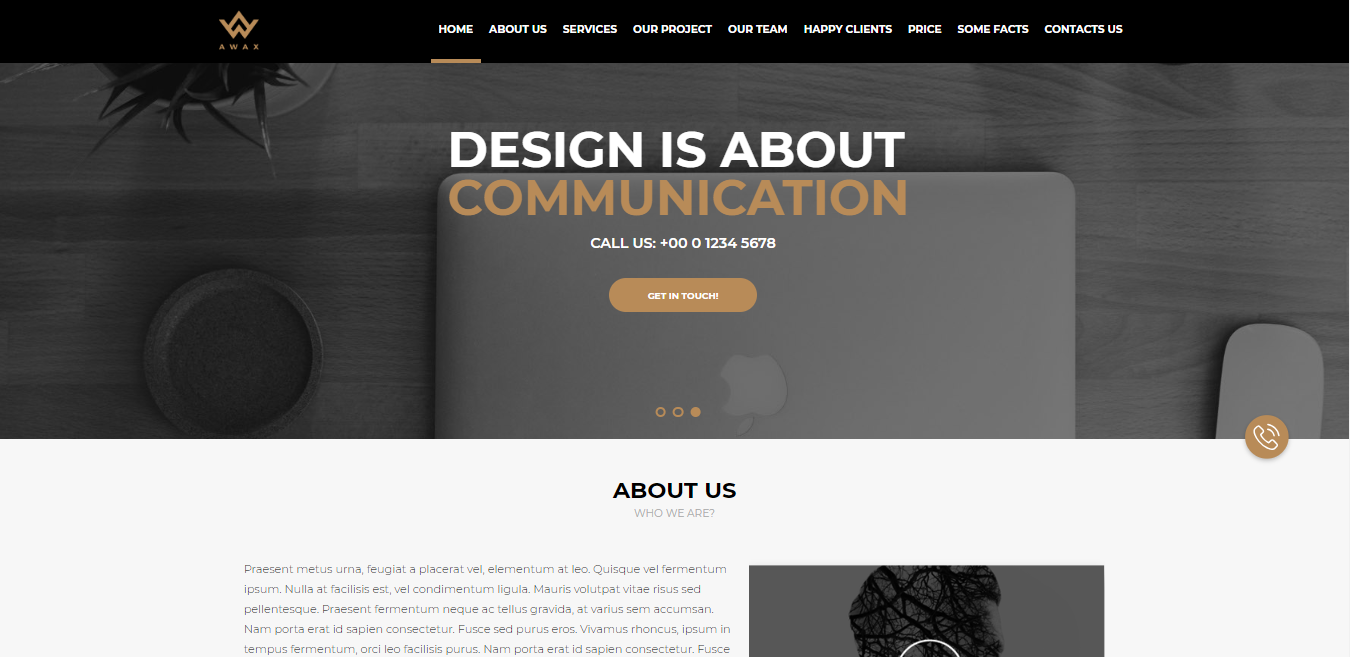 AWAX
HOME ABOUT US SERVICES OUR PROJECT OUR TEAM HAPPY CLIENTS PRICE SOME FACTS CONTACTS US
DESIGN IS ABOUT
COMMUNICATION
CALL US: +00 0 1234 5678
GET IN TOUCH!
ABOUT US
WHO WE ARE?
Praesent metus urna, feugiat a placerat vel, elementum at leo. Quisque vel fermentum
ipsum. Nulla at facilisis est, vel condimentum ligula. Mauris volutpat vitae risus sed
pellentesque. Praesent fermentum neque ac tellus gravida, at varius sem accumsan.
Nam porta erat id sapien consectetur. Fusce sed purus eros. Vivamus rhoncus, ipsum in
tempus fermentum, orci leo facilisis purus. Nam porta erat id sapien consectetur. Fusce